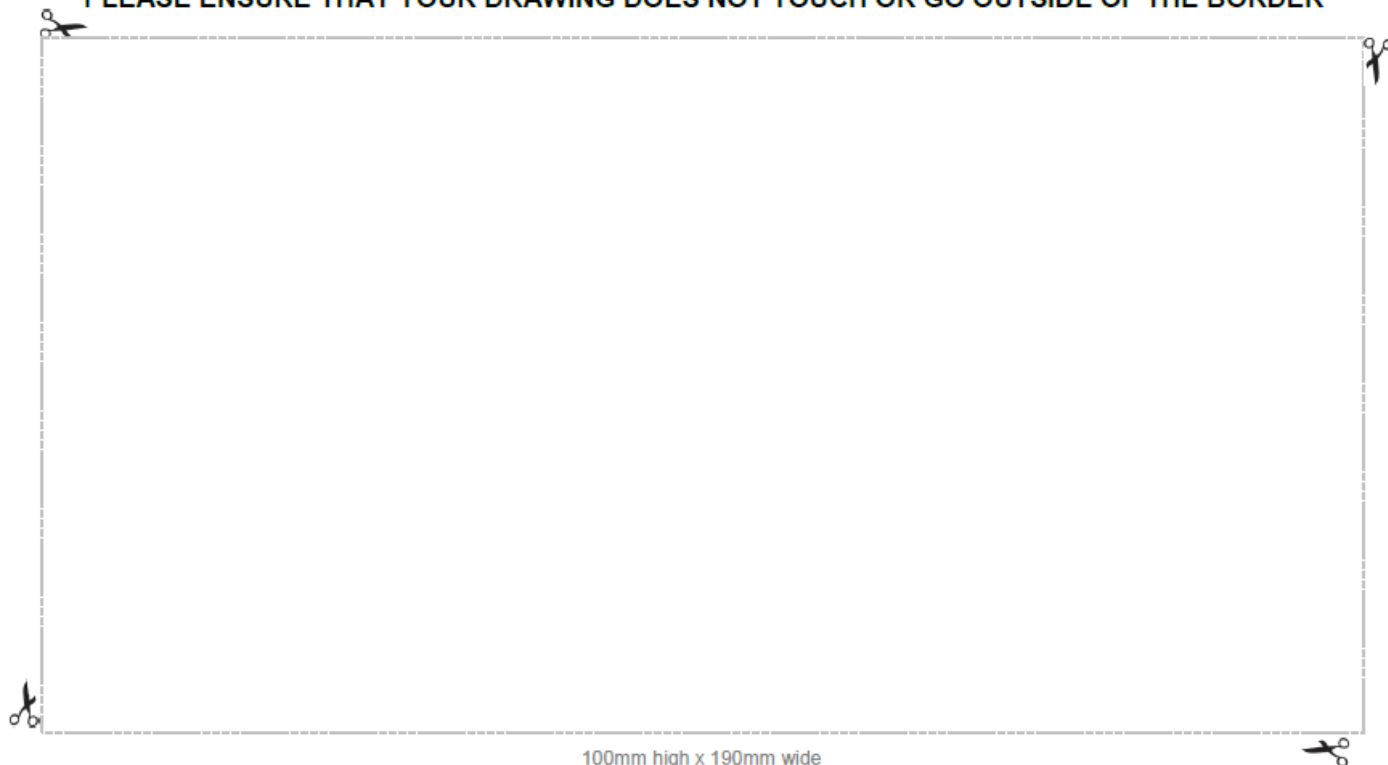 PLEASE ENSURE THAT YOUR DRAWING DOES NOT TOUCH OR GO OUTSIDE OF THE BORDER
100mm high x 190mm wide